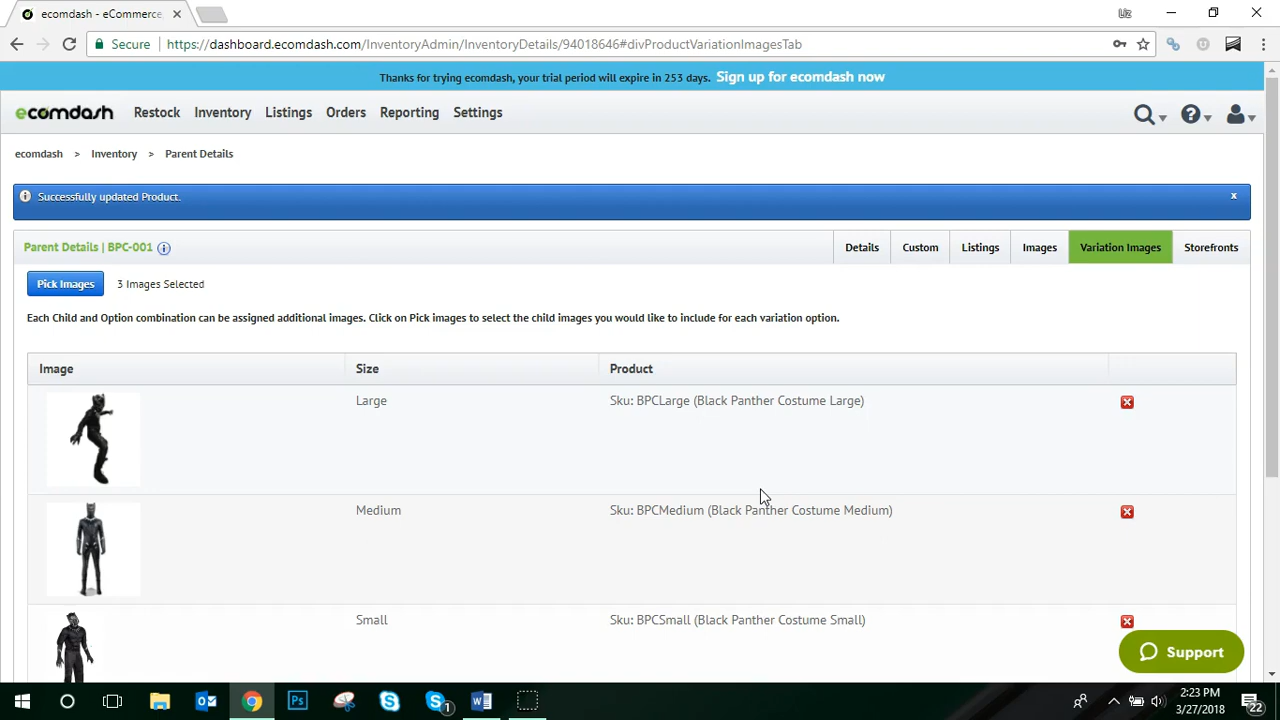 ecomdash - eCommerce
Liz
Secure
https://dashboard.ecomdash.com/InventoryAdmin/InventoryDetails/94018646#divProductVariationImagesTab
Thanks for trying ecomdash, your trial period will expire in 253 days. Sign up for ecomdash now
ecomdash Restock Inventory Listings Orders Reporting Settings
ecomdash > Inventory > Parent Details
Successfully updated Product.
x
Parent Details | BPC-001
Details Custom Listings Images Variation Images Storefronts
Pick Images 3 Images Selected
Each Child and Option combination can be assigned additional images. Click on Pick images to select the child images you would like to include for each variation option.
Image Size Product
Large Sku: BPCLarge (Black Panther Costume Large)
Medium Sku: BPCMedium (Black Panther Costume Medium)
Small Sku: BPCSmall (Black Panther Costume Small)
Support
2:23 PM
3/27/2018
22